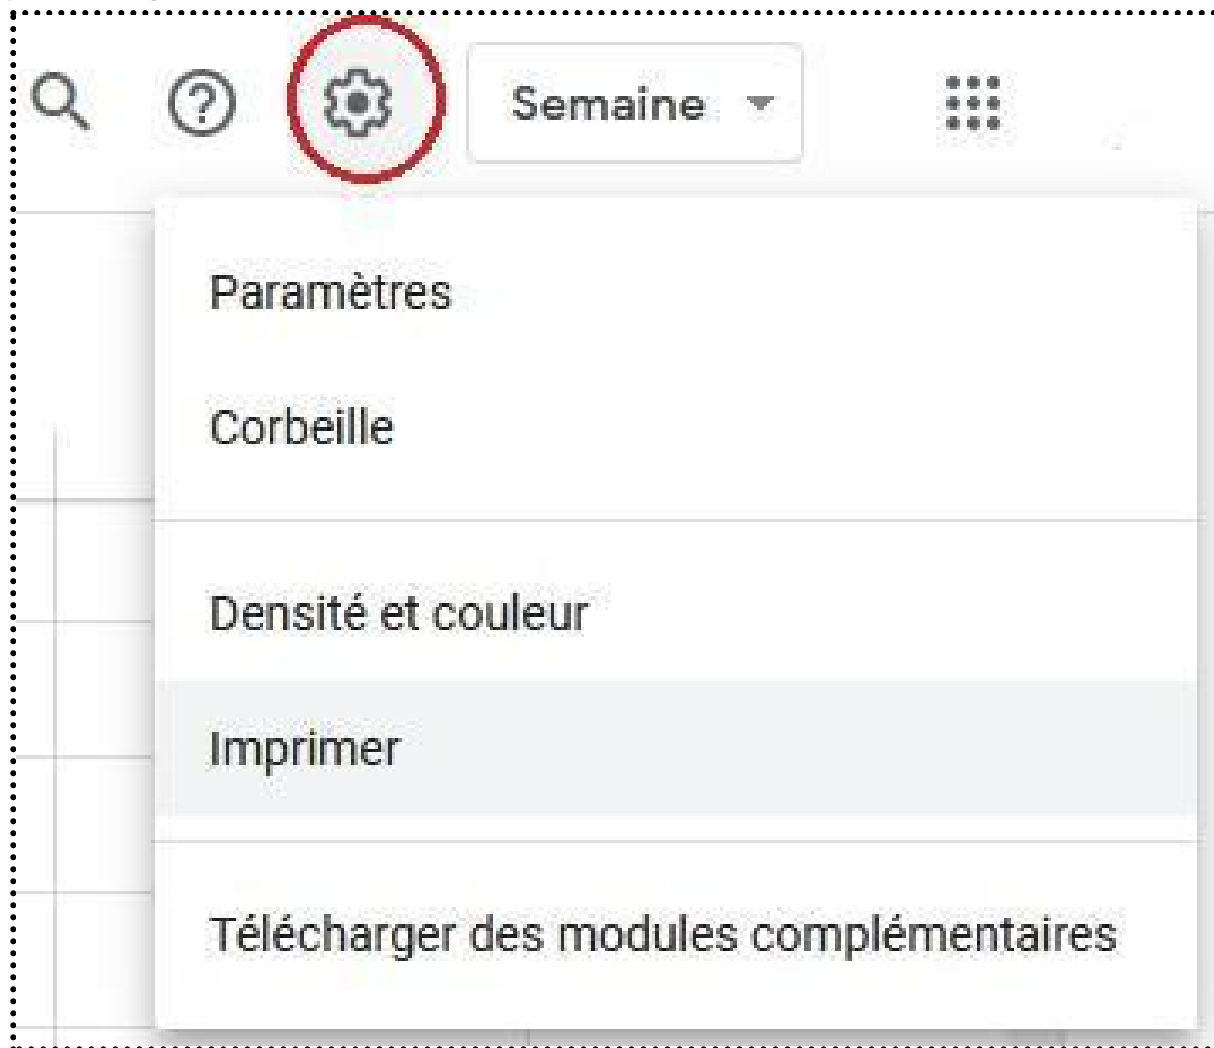 Semaine
Paramètres
Corbeille
Densité et couleur
Imprimer
Télécharger des modules complémentaires